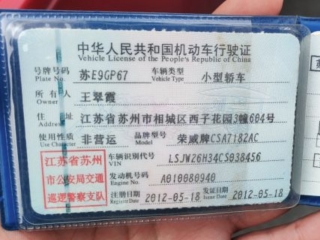 中华人民共和国机动车行驶证
Vehicle License of the People's Republic of China
号牌号码 苏E9GP67 车辆类型 小型轿车
Plate No. Vehicle Type
所有人 王翠霞
Owner
住址 江苏省苏州市相城区西子花园3幢604号
Address
使用性质 非营运 品牌型号 荣威牌CSA7182AC
Use Character Model
江苏省苏州
市公安局交通
巡逻警察支队
车辆识别代号 LSJW26H34CS038456
VIN
发动机号码 A010080940
Engine No.
注册日期 2012-05-18 发证日期 2012-05-18
Register Date Issue Date